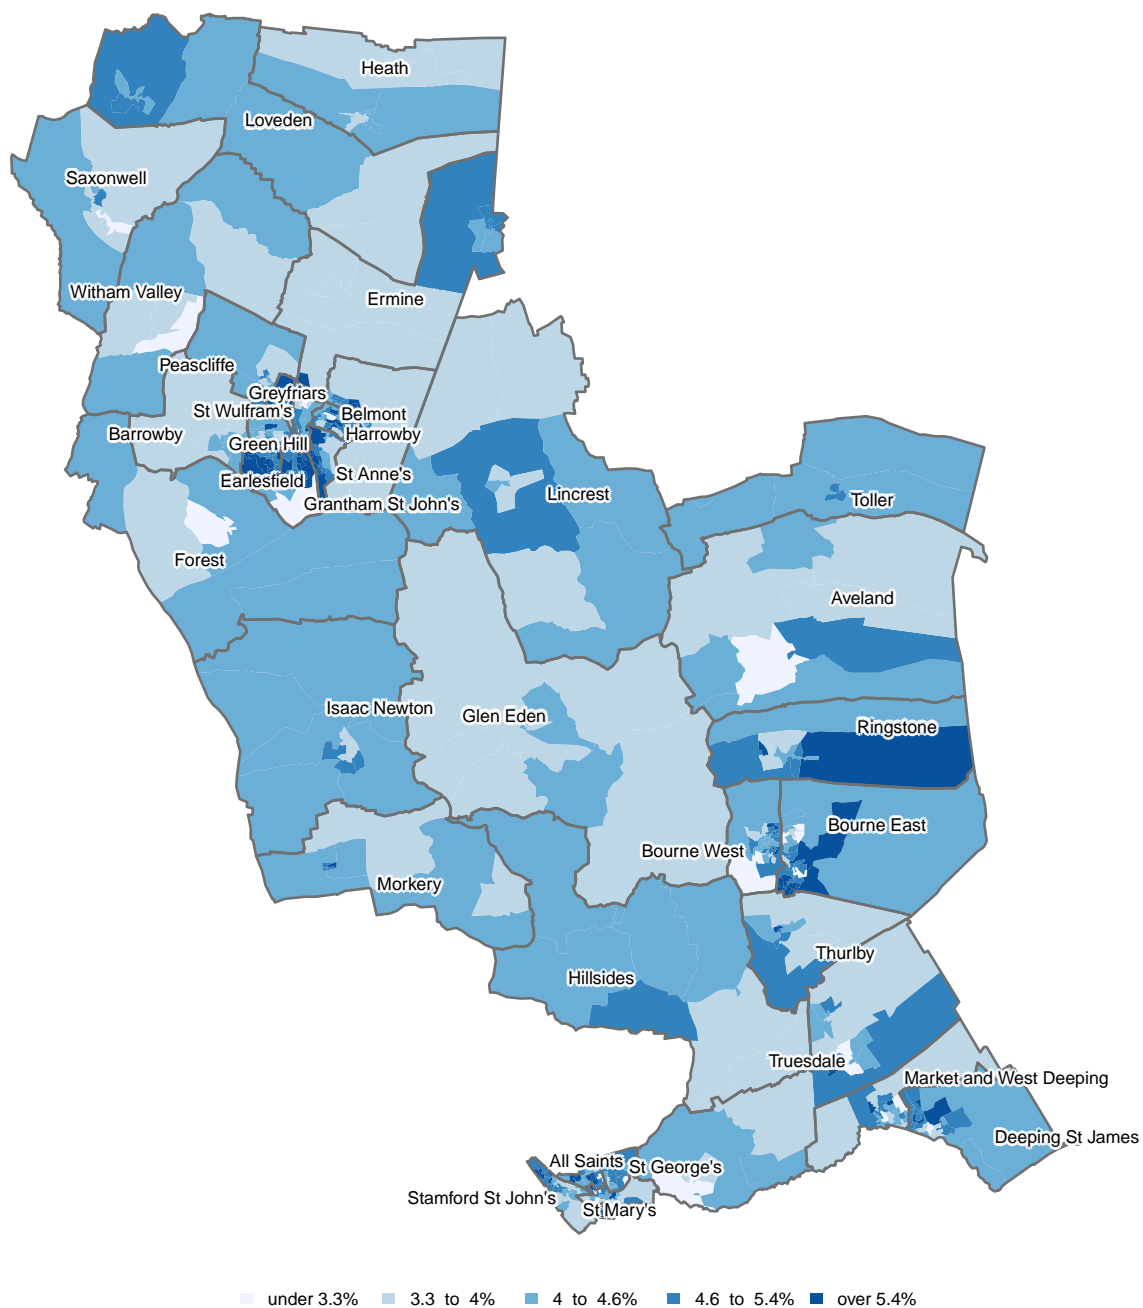 Heath
Loveden
Saxonwell
Witham Valley
Ermine
Peascliffe
Greyfriars
St Wulfram's
Belmont
Barrowby
Green Hill
Harrowby
St Anne's
Earlesfield
Grantham St John's
Lincrest
Toller
Forest
Aveland
Isaac Newton
Glen Eden
Ringstone
Bourne East
Bourne West
Morkery
Thurlby
Hillsides
Truesdale
Market and West Deeping
Deeping St James
All Saints
St George's
Stamford St John's
St Mary's
under 3.3% 3.3 to 4% 4 to 4.6% 4.6 to 5.4% over 5.4%